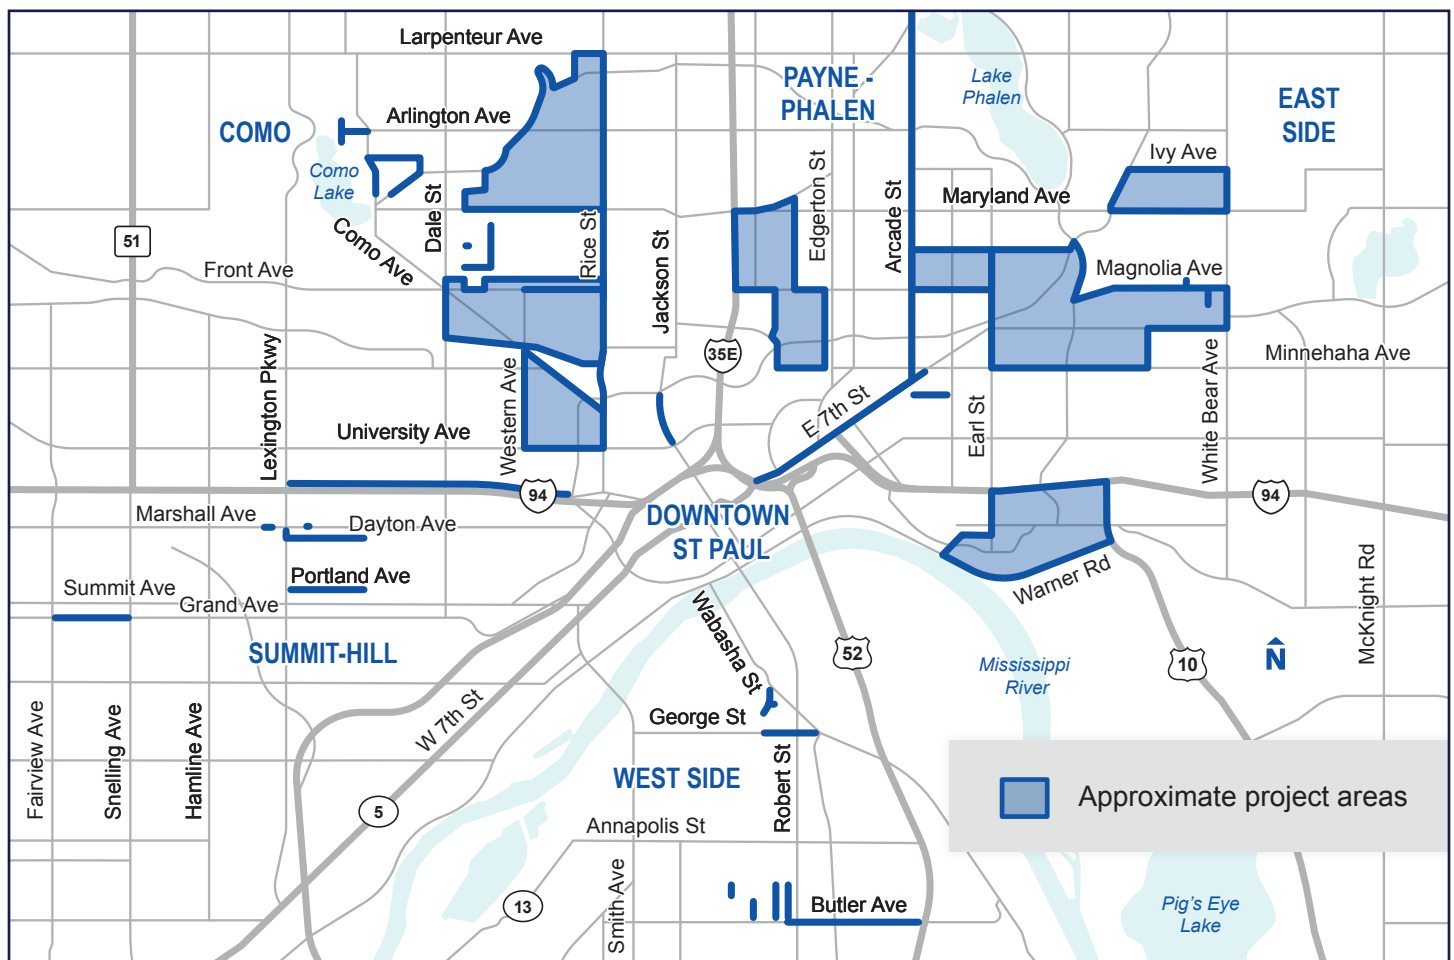 Larpenteur Ave
PAYNE -
PHALEN
Lake
Phalen
EAST
SIDE
COMO
Arlington Ave
Ivy Ave
Como
Lake
Dale St
Edgerton St
Arcade St
Maryland Ave
51
Como Ave
Rice St
Jackson St
Front Ave
Magnolia Ave
35E
Minnehaha Ave
Lexington Pkwy
Western Ave
White Bear Ave
University Ave
E 7th St
Earl St
94
94
Marshall Ave
Dayton Ave
DOWNTOWN
ST PAUL
Summit Ave
Portland Ave
Grand Ave
Warner Rd
McKnight Rd
SUMMIT-HILL
Wabasha St
52
Mississippi
River
10
N
Fairview Ave
Snelling Ave
Hamline Ave
W 7th St
George St
WEST SIDE
Robert St
5
Approximate project areas
Annapolis St
Smith Ave
13
Butler Ave
Pig's Eye
Lake